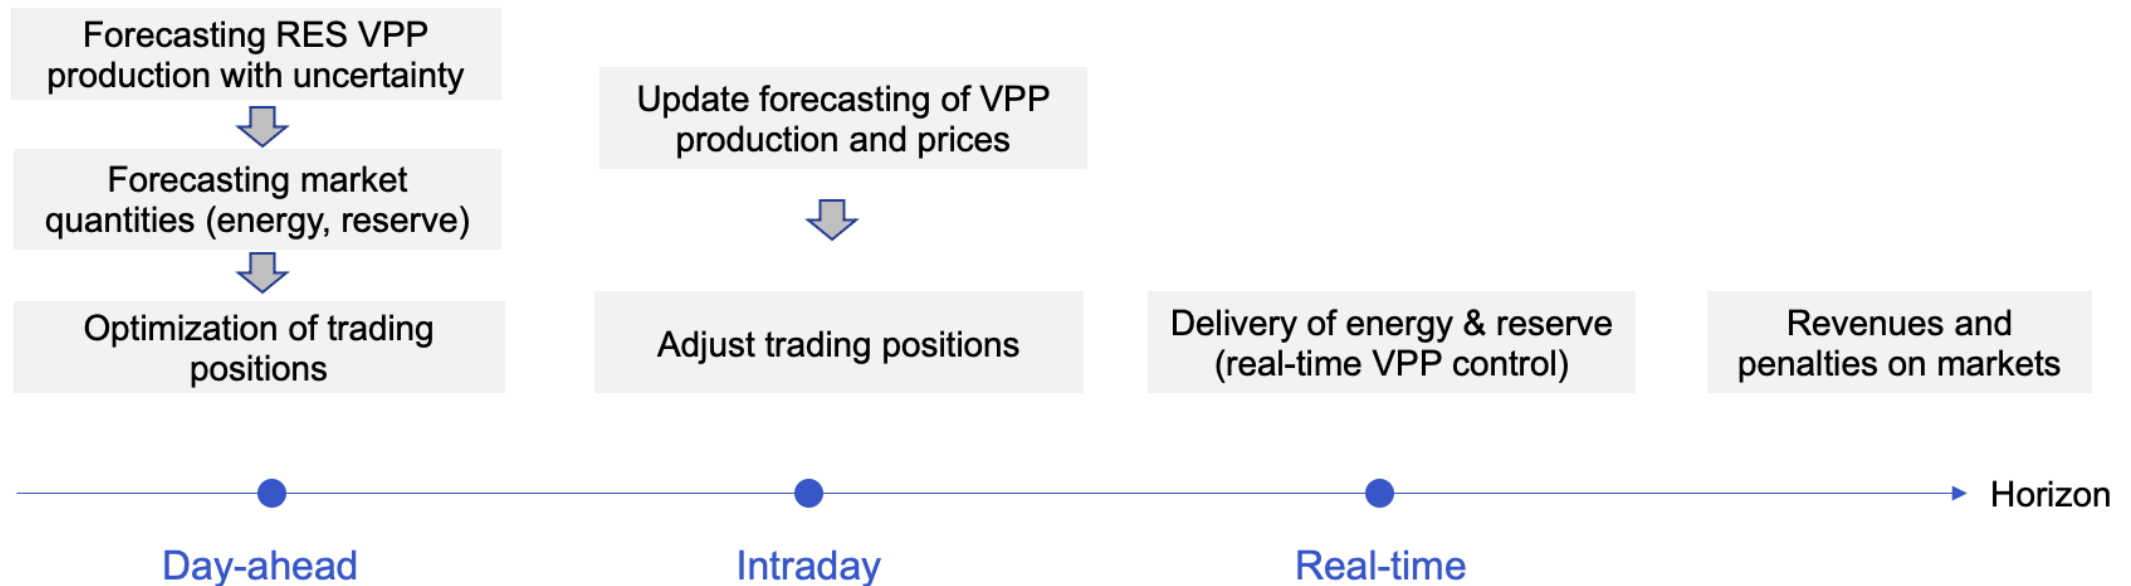 Forecasting RES VPP
production with uncertainty
Forecasting market
quantities (energy, reserve)
Optimization of trading
positions
Update forecasting of VPP
production and prices
Adjust trading positions
Delivery of energy & reserve
(real-time VPP control)
Revenues and
penalties on markets
Horizon
Day-ahead
Intraday
Real-time